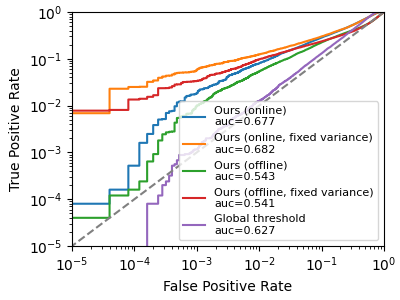 10⁰
10⁻¹
10⁻²
10⁻³
10⁻⁴
10⁻⁵
True Positive Rate
Ours (online)
auc=0.677
Ours (online, fixed variance)
auc=0.682
Ours (offline)
auc=0.543
Ours (offline, fixed variance)
auc=0.541
Global threshold
auc=0.627
10⁻⁵ 10⁻⁴ 10⁻³ 10⁻² 10⁻¹ 10⁰
False Positive Rate